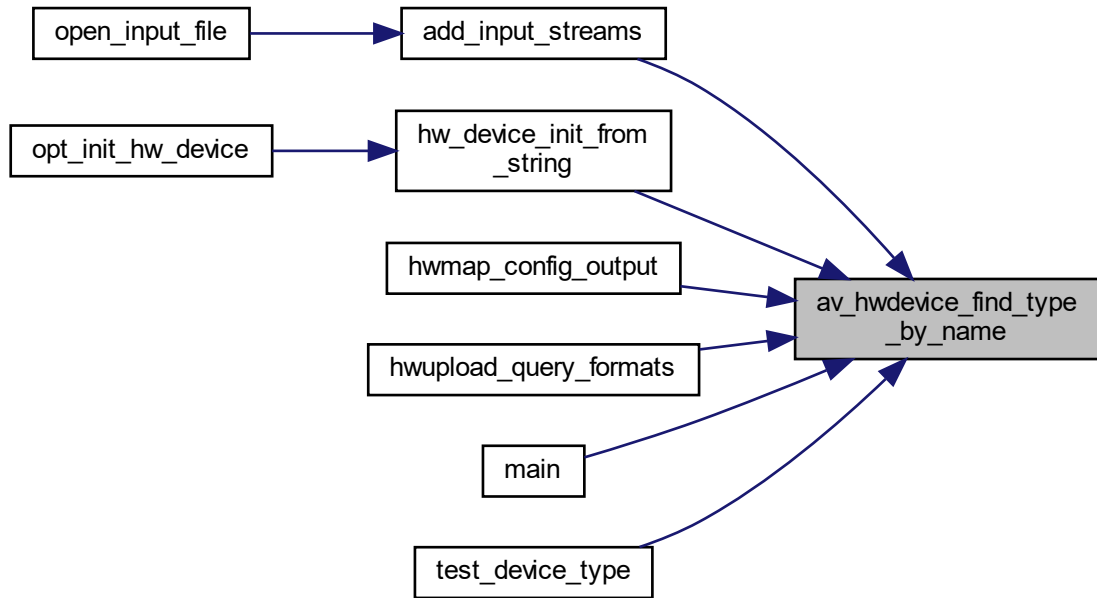 open_input_file
add_input_streams
opt_init_hw_device
hw_device_init_from
_string
hwmap_config_output
av_hwdevice_find_type
_by_name
hwupload_query_formats
main
test_device_type